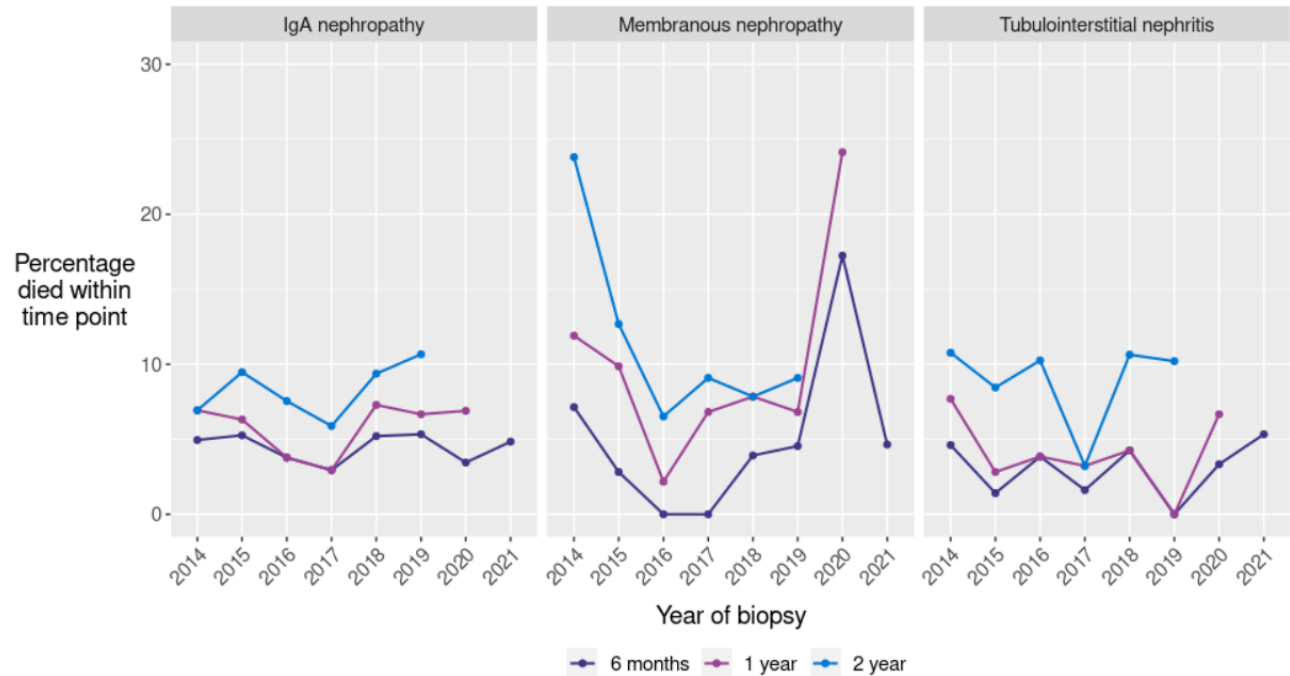 IgA nephropathy
Membranous nephropathy
Tubulointerstitial nephritis
30
20
10
0
Percentage
died within
time point
2014 2015 2016 2017 2018 2019 2020 2021
2014 2015 2016 2017 2018 2019 2020 2021
2014 2015 2016 2017 2018 2019 2020 2021
Year of biopsy
6 months 1 year 2 year